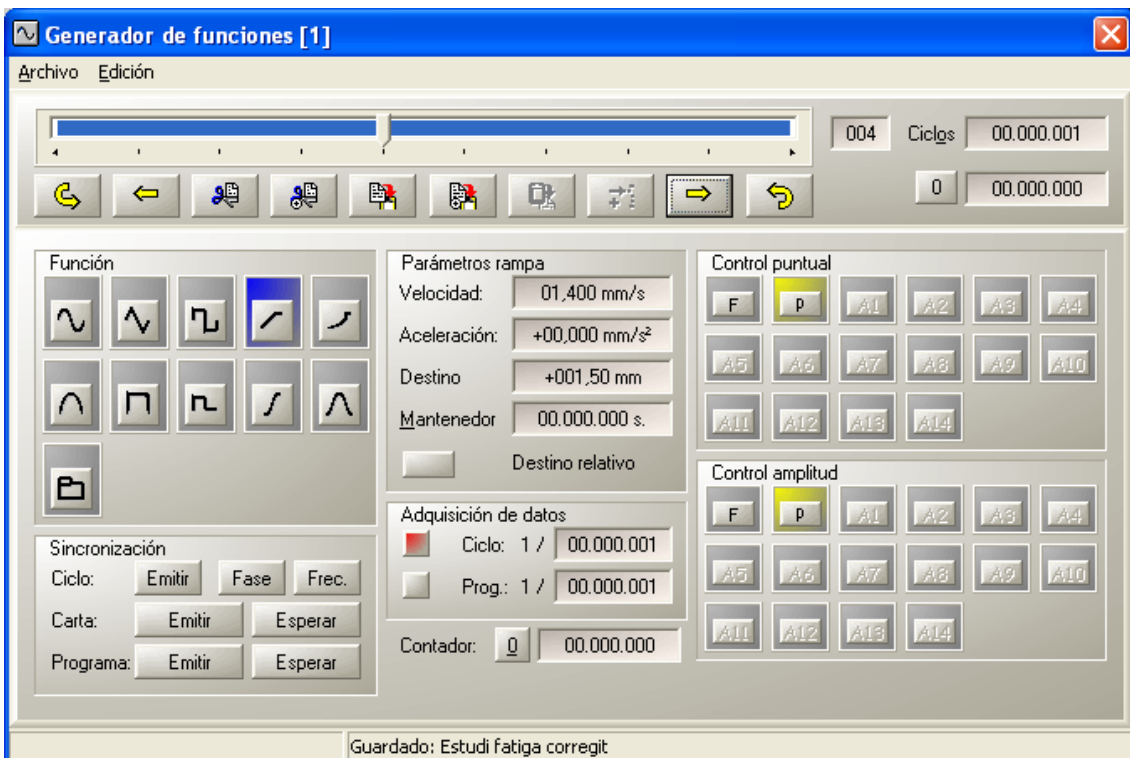 Generador de funciones [1]
Archivo Edición
004 Ciclos 00.000.001
0 00.000.000
Función
Parámetros rampa
Velocidad: 01,400 mm/s
Aceleración: +00,000 mm/s²
Destino +001,50 mm
Mantenedor 00.000.000 s.
Destino relativo
Control puntual
F P A1 A2 A3 A4
A5 A6 A7 A8 A9 A10
A11 A12 A13 A14
Control amplitud
F P A1 A2 A3 A4
A5 A6 A7 A8 A9 A10
A11 A12 A13 A14
Adquisición de datos
Ciclo: 1 / 00.000.001
Prog.: 1 / 00.000.001
Contador: 0 00.000.000
Sincronización
Ciclo: Emitir Fase Frec.
Carta: Emitir Esperar
Programa: Emitir Esperar
Guardado: Estudi fatiga corregit